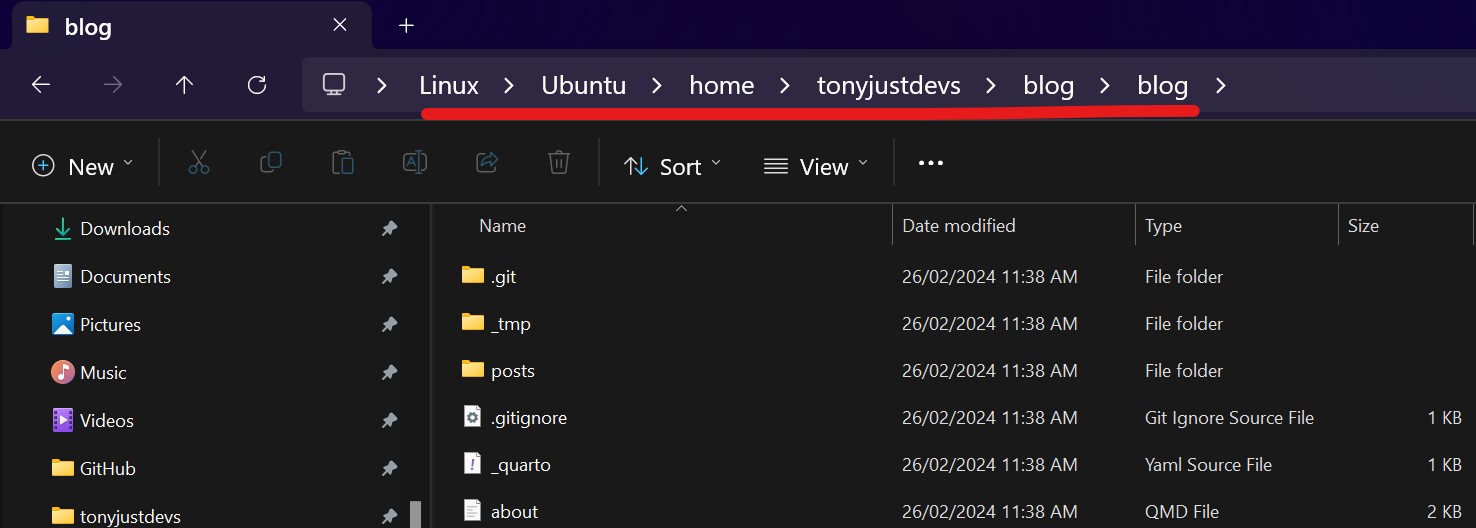 blog
Linux > Ubuntu > home > tonyjustdevs > blog > blog >
New Sort View
Name Date modified Type Size
Downloads
Documents
Pictures
Music
Videos
GitHub
tonyjustdevs
.git 26/02/2024 11:38 AM File folder
_tmp 26/02/2024 11:38 AM File folder
posts 26/02/2024 11:38 AM File folder
.gitignore 26/02/2024 11:38 AM Git Ignore Source File 1 KB
_quarto 26/02/2024 11:38 AM Yaml Source File 1 KB
about 26/02/2024 11:38 AM QMD File 2 KB